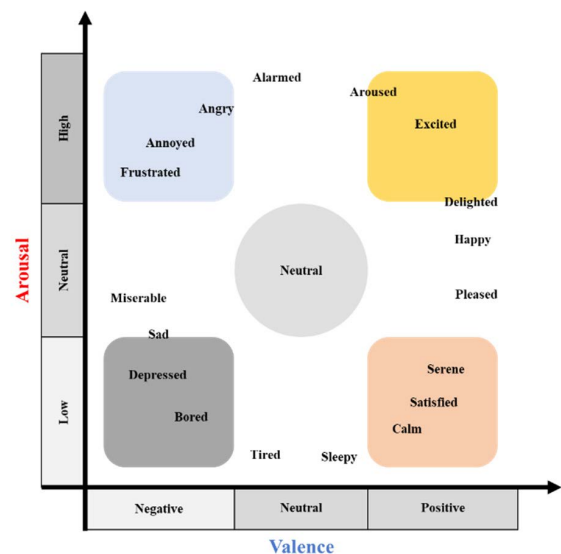 Alarmed
Aroused
Angry
Excited
Annoyed
Frustrated
Delighted
Happy
Neutral
Pleased
Miserable
Sad
Serene
Depressed
Satisfied
Bored
Calm
Tired
Sleepy
High
Neutral
Low
Arousal
Negative
Neutral
Positive
Valence